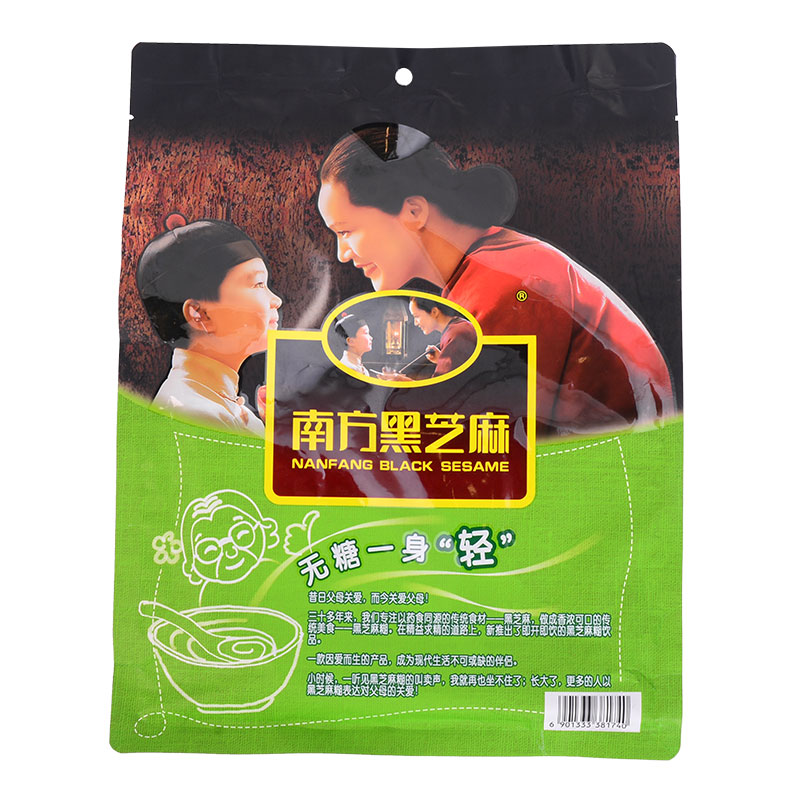 ®
南方黑芝麻
NANFANG BLACK SESAME
无糖一身“轻”
昔日父母关爱，而今关爱父母！
三十多年来，我们专注以药食同源的传统食材——黑芝麻，做成香浓可口的传
统美食——黑芝麻糊。在精益求精的道路上，新推出了即开即饮的黑芝麻糊饮
品。
一款因爱而生的产品，成为现代生活不可或缺的伴侣。
小时候，一听见黑芝麻糊的叫卖声，我就再也坐不住了；长大了，更多的人以
黑芝麻糊表达对父母的关爱！
6 901333 381740